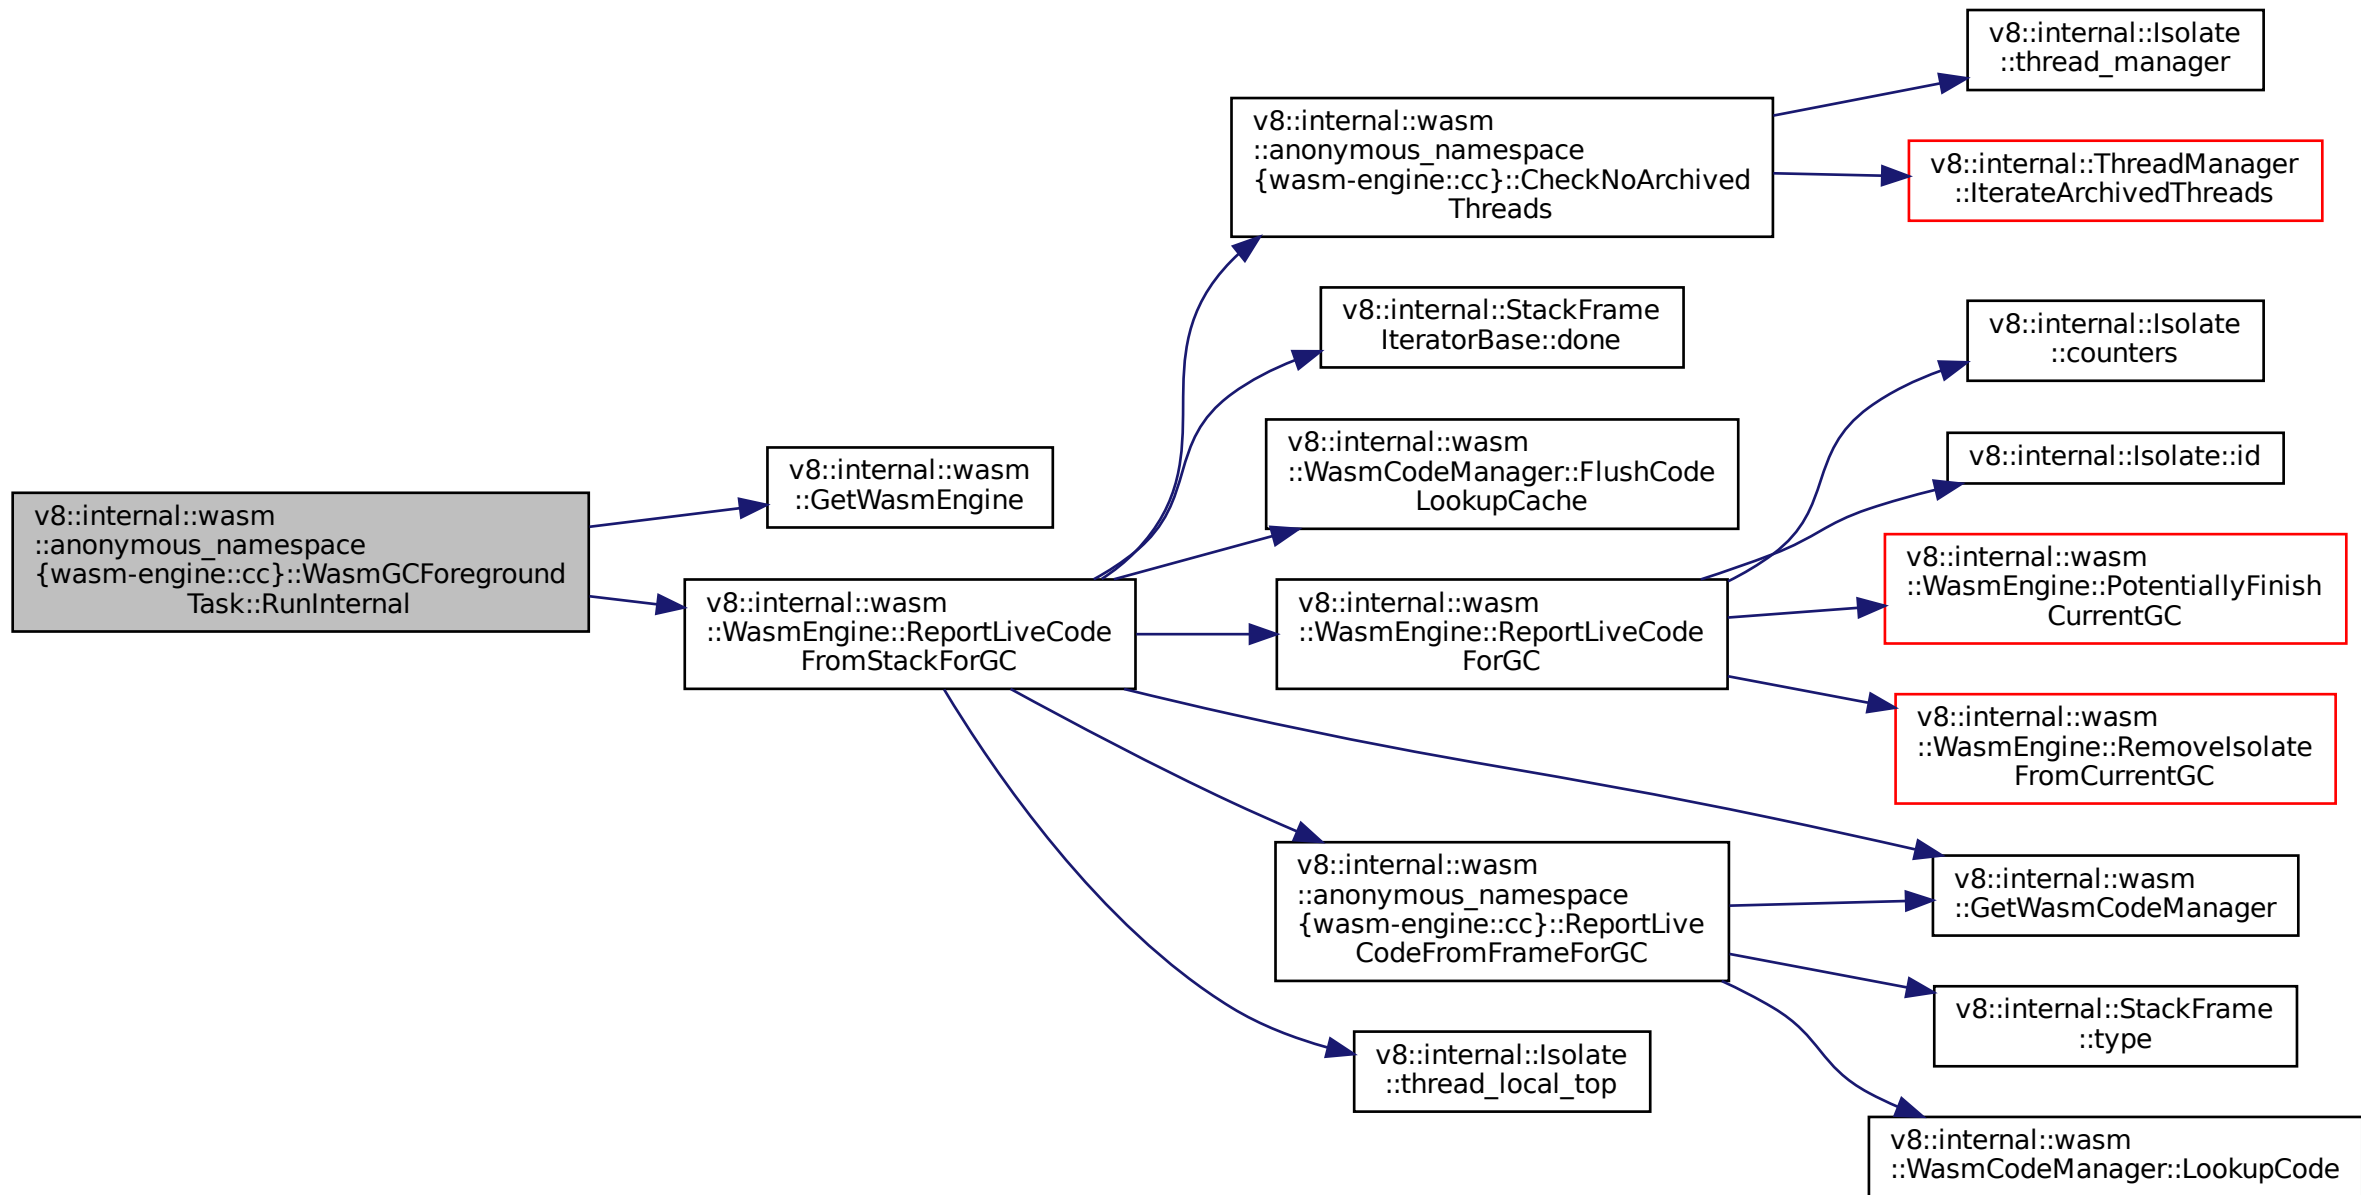 v8::internal::wasm
::anonymous_namespace
{wasm-engine::cc}::WasmGCForeground
Task::RunInternal
v8::internal::wasm
::GetWasmEngine
v8::internal::wasm
::WasmEngine::ReportLiveCode
FromStackForGC
v8::internal::wasm
::anonymous_namespace
{wasm-engine::cc}::CheckNoArchived
Threads
v8::internal::StackFrame
IteratorBase::done
v8::internal::wasm
::WasmCodeManager::FlushCode
LookupCache
v8::internal::wasm
::WasmEngine::ReportLiveCode
ForGC
v8::internal::wasm
::anonymous_namespace
{wasm-engine::cc}::ReportLive
CodeFromFrameForGC
v8::internal::Isolate
::thread_local_top
v8::internal::Isolate
::thread_manager
v8::internal::ThreadManager
::IterateArchivedThreads
v8::internal::Isolate
::counters
v8::internal::Isolate::id
v8::internal::wasm
::WasmEngine::PotentiallyFinish
CurrentGC
v8::internal::wasm
::WasmEngine::RemoveIsolate
FromCurrentGC
v8::internal::wasm
::GetWasmCodeManager
v8::internal::StackFrame
::type
v8::internal::wasm
::WasmCodeManager::LookupCode